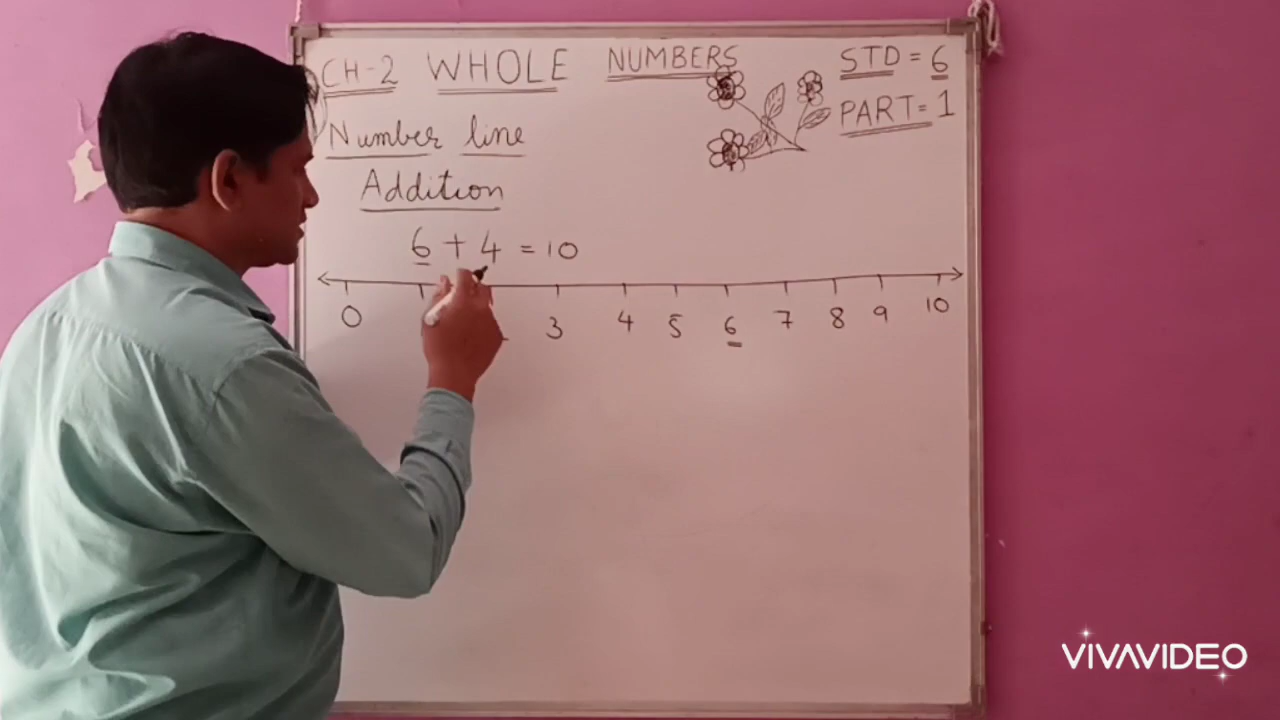 CH-2 WHOLE NUMBERS STD = 6
PART = 1
Number line
Addition
6 + 4 = 10
0 3 4 5 6 7 8 9 10
VIVAVIDEO